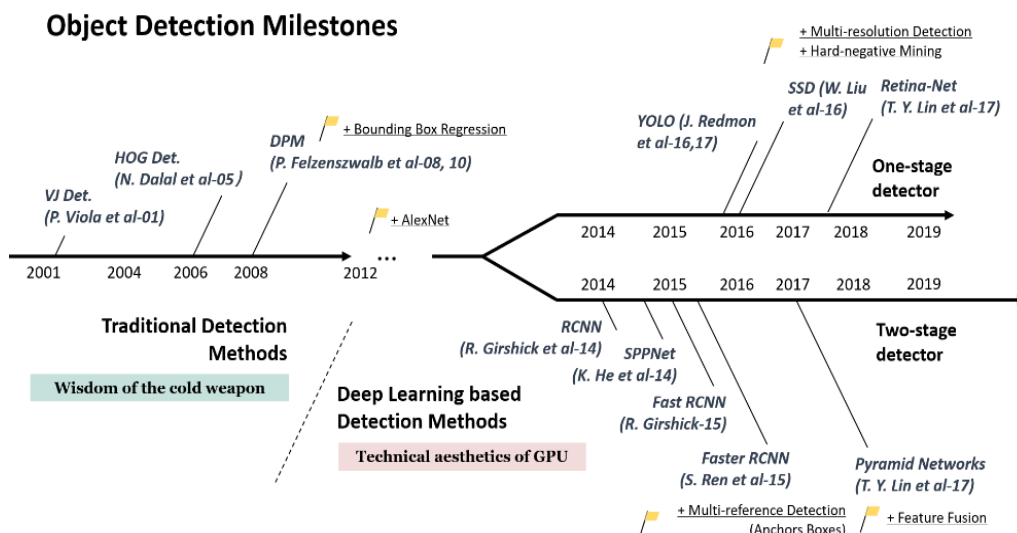 Object Detection Milestones
+ Multi-resolution Detection
+ Hard-negative Mining
SSD (W. Liu
et al-16)
Retina-Net
(T. Y. Lin et al-17)
YOLO (J. Redmon
et al-16,17)
+ Bounding Box Regression
DPM
(P. Felzenszwalb et al-08, 10)
HOG Det.
(N. Dalal et al-05)
VJ Det.
(P. Viola et al-01)
One-stage
detector
+ AlexNet
2014 2015 2016 2017 2018 2019
2001 2004 2006 2008 2012 ...
2014 2015 2016 2017 2018 2019
Traditional Detection
Methods
Wisdom of the cold weapon
RCNN
(R. Girshick et al-14)
SPPNet
(K. He et al-14)
Two-stage
detector
Deep Learning based
Detection Methods
Technical aesthetics of GPU
Fast RCNN
(R. Girshick-15)
Faster RCNN
(S. Ren et al-15)
Pyramid Networks
(T. Y. Lin et al-17)
+ Multi-reference Detection
(Anchors Boxes)
+ Feature Fusion